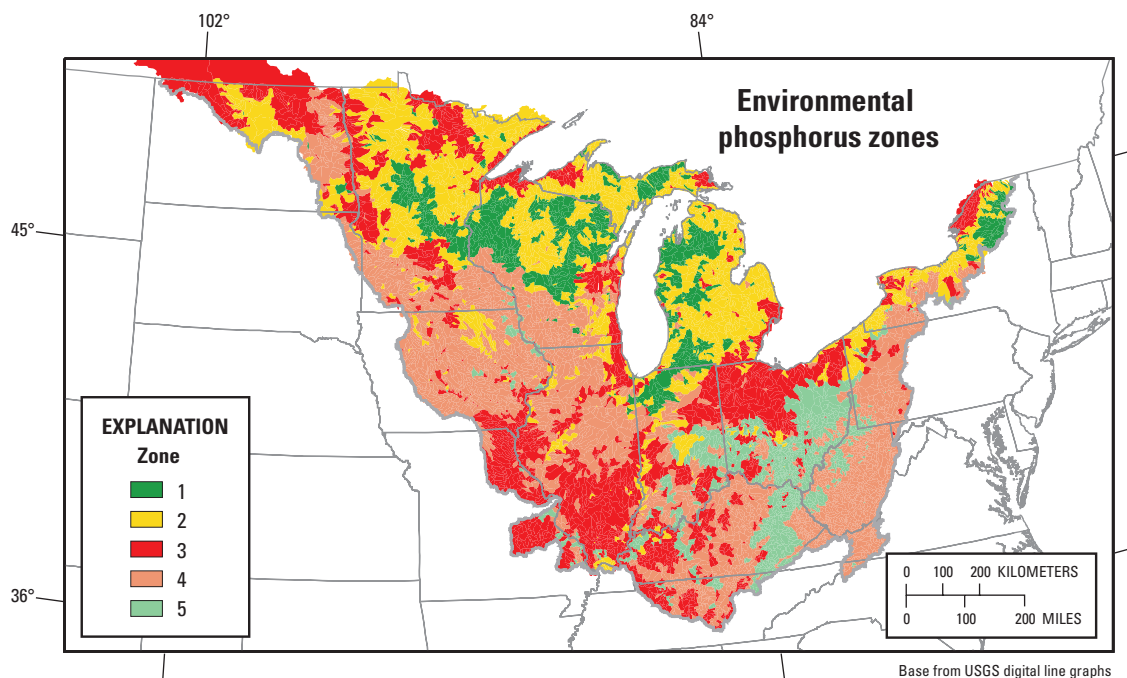 102°
84°
Environmental
phosphorus zones
45°
36°
EXPLANATION
Zone
1
2
3
4
5
0 100 200 KILOMETERS
0 100 200 MILES
Base from USGS digital line graphs